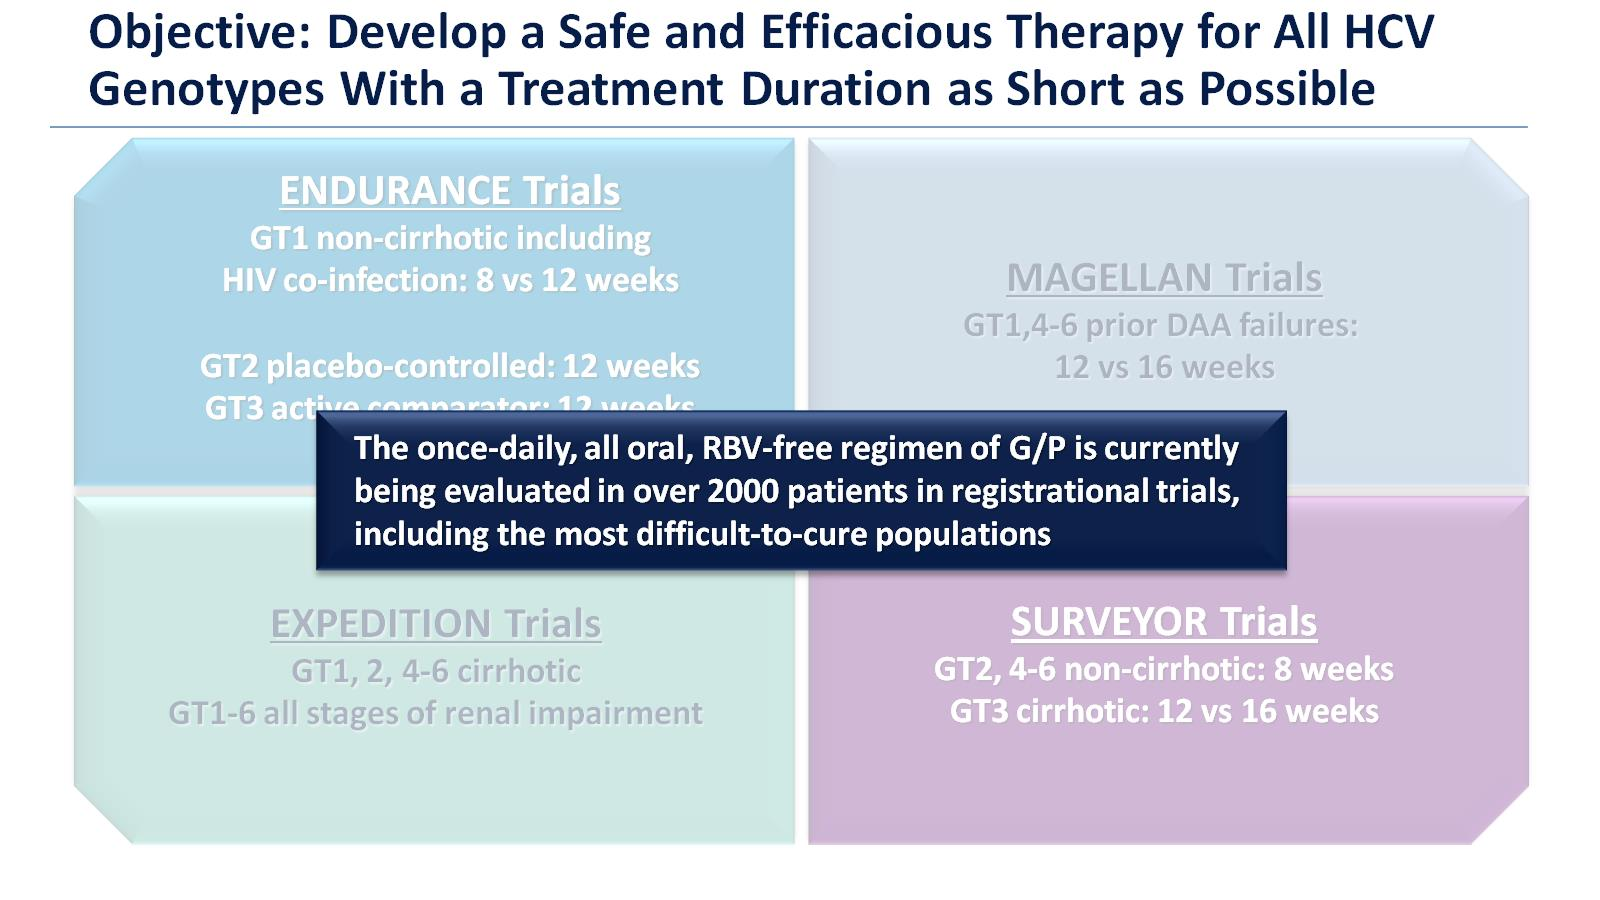 Objective: Develop a Safe and Efficacious Therapy for All HCV
Genotypes With a Treatment Duration as Short as Possible
ENDURANCE Trials
GT1 non-cirrhotic including
HIV co-infection: 8 vs 12 weeks
GT2 placebo-controlled: 12 weeks
GT3 active comparator: 12 weeks
MAGELLAN Trials
GT1,4-6 prior DAA failures:
12 vs 16 weeks
The once-daily, all oral, RBV-free regimen of G/P is currently
being evaluated in over 2000 patients in registrational trials,
including the most difficult-to-cure populations
EXPEDITION Trials
GT1, 2, 4-6 cirrhotic
GT1-6 all stages of renal impairment
SURVEYOR Trials
GT2, 4-6 non-cirrhotic: 8 weeks
GT3 cirrhotic: 12 vs 16 weeks